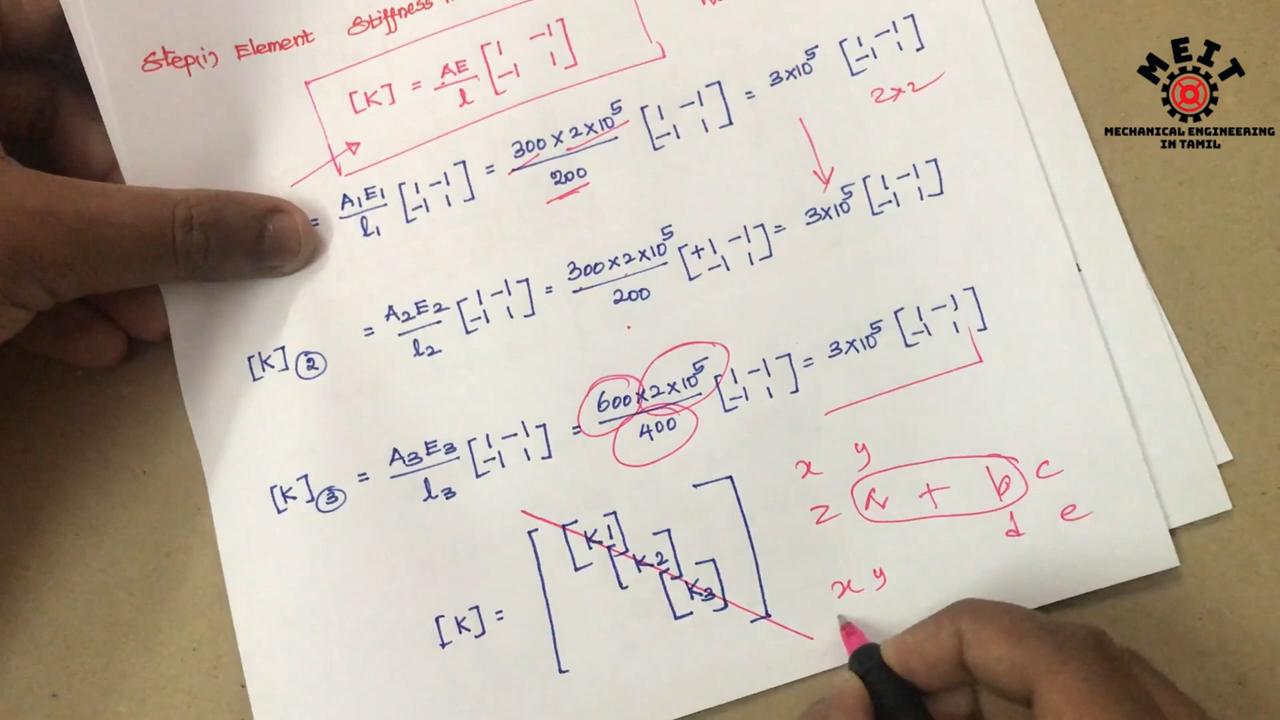 Step(i) Element Stiffness
[K] = AE/l [1 -1 -1 1]
= A1E1/l1 [1 -1 -1 1] = 300 × 2×10^5/200 [1 -1 -1 1] = 3×10^5 [1 -1 -1 1]
2×2
[K]② = A2E2/l2 [1 -1 -1 1] = 300×2×10^5/200 [+1 -1 -1 1] = 3×10^5 [1 -1 -1 1]
[K]③ = A3E3/l3 [1 -1 -1 1] = 600×2×10^5/400 [1 -1 -1 1] = 3×10^5 [1 -1 -1 1]
[K] = [[K1] [K2] [K3]]
x y
z a + b c
d e
x y
MEIT
MECHANICAL ENGINEERING
IN TAMIL